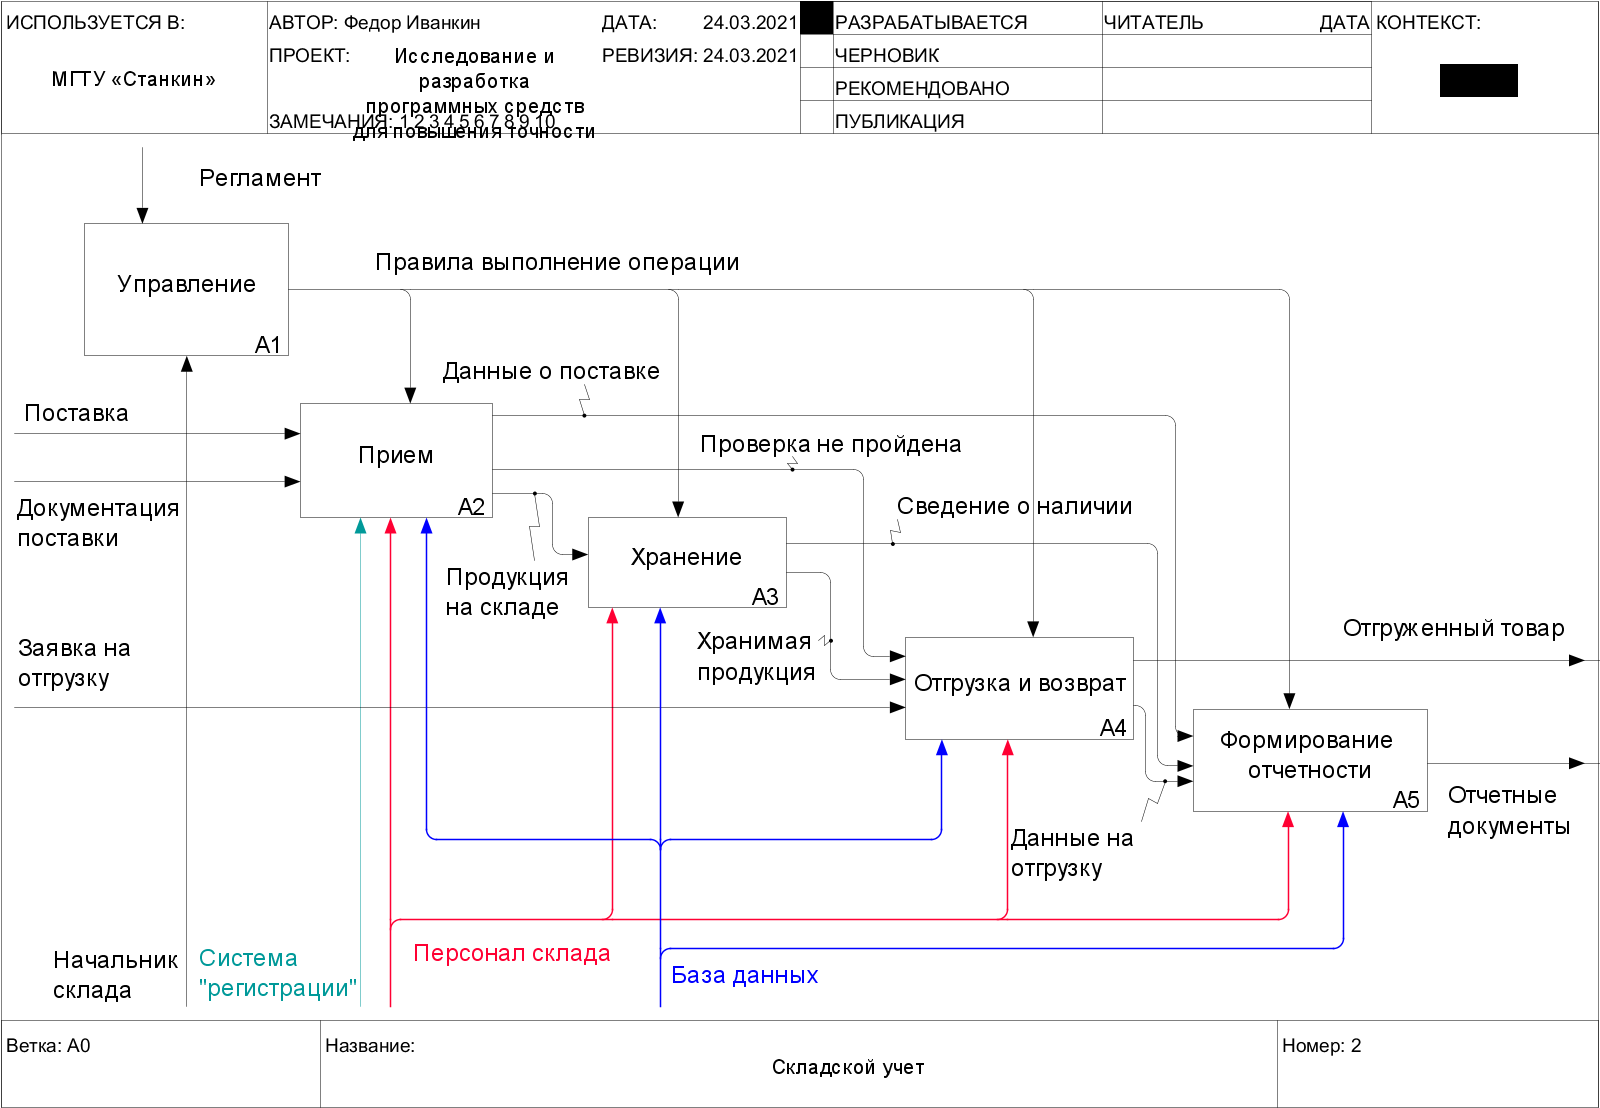 ИСПОЛЬЗУЕТСЯ В:
МГТУ «Станкин»
АВТОР: Федор Иванкин
ДАТА: 24.03.2021
ПРОЕКТ:
Исследование и
разработка
программных средств
для повышения точности
РЕВИЗИЯ: 24.03.2021
ЗАМЕЧАНИЯ: 1 2 3 4 5 6 7 8 9 10
РАЗРАБАТЫВАЕТСЯ
ЧЕРНОВИК
РЕКОМЕНДОВАНО
ПУБЛИКАЦИЯ
ЧИТАТЕЛЬ
ДАТА
КОНТЕКСТ:
Регламент
Управление
A1
Правила выполнение операции
Данные о поставке
Поставка
Прием
A2
Проверка не пройдена
Документация
поставки
Сведение о наличии
Хранение
A3
Продукция
на складе
Заявка на
отгрузку
Хранимая
продукция
Отгруженный товар
Отгрузка и возврат
A4
Формирование
отчетности
A5
Отчетные
документы
Данные на
отгрузку
Начальник
склада
Система
"регистрации"
Персонал склада
База данных
Ветка: A0
Название:
Складской учет
Номер: 2